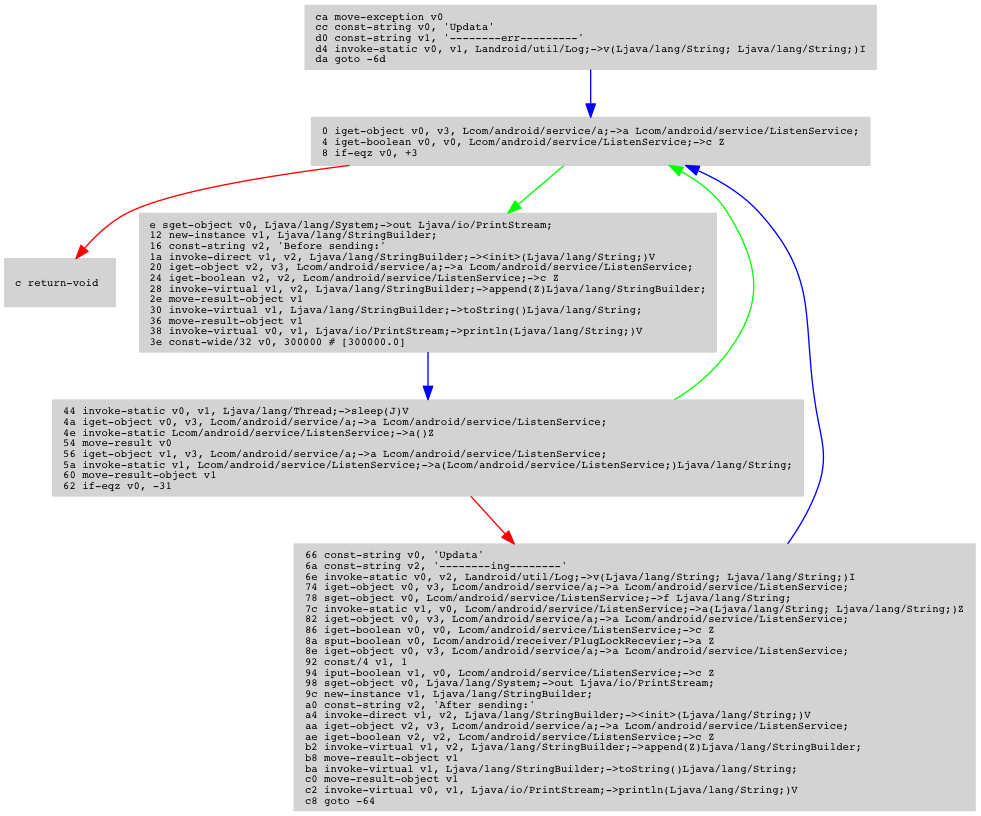 ca move-exception v0
cc const-string v0, 'Updata'
d0 const-string v1, '--------err---------'
d4 invoke-static v0, v1, Landroid/util/Log;->v(Ljava/lang/String; Ljava/lang/String;)I
da goto -6d
0 iget-object v0, v3, Lcom/android/service/a;->a Lcom/android/service/ListenService;
4 iget-boolean v0, v0, Lcom/android/service/ListenService;->c Z
8 if-eqz v0, +3
e sget-object v0, Ljava/lang/System;->out Ljava/io/PrintStream;
12 new-instance v1, Ljava/lang/StringBuilder;
16 const-string v2, 'Before sending:'
1a invoke-direct v1, v2, Ljava/lang/StringBuilder;-><init>(Ljava/lang/String;)V
20 iget-object v2, v3, Lcom/android/service/a;->a Lcom/android/service/ListenService;
24 iget-boolean v2, v2, Lcom/android/service/ListenService;->c Z
28 invoke-virtual v1, v2, Ljava/lang/StringBuilder;->append(Z)Ljava/lang/StringBuilder;
2e move-result-object v1
30 invoke-virtual v1, Ljava/lang/StringBuilder;->toString()Ljava/lang/String;
36 move-result-object v1
38 invoke-virtual v0, v1, Ljava/io/PrintStream;->println(Ljava/lang/String;)V
3e const-wide/32 v0, 300000 # [300000.0]
c return-void
44 invoke-static v0, v1, Ljava/lang/Thread;->sleep(J)V
4a iget-object v0, v3, Lcom/android/service/a;->a Lcom/android/service/ListenService;
4e invoke-static Lcom/android/service/ListenService;->a()Z
54 move-result v0
56 iget-object v1, v3, Lcom/android/service/a;->a Lcom/android/service/ListenService;
5a invoke-static v1, Lcom/android/service/ListenService;->a(Lcom/android/service/ListenService;)Ljava/lang/String;
60 move-result-object v1
62 if-eqz v0, -31
66 const-string v0, 'Updata'
6a const-string v2, '--------ing--------'
6e invoke-static v0, v2, Landroid/util/Log;->v(Ljava/lang/String; Ljava/lang/String;)I
74 iget-object v0, v3, Lcom/android/service/a;->a Lcom/android/service/ListenService;
78 sget-object v0, Lcom/android/service/ListenService;->f Ljava/lang/String;
7c invoke-static v1, v0, Lcom/android/service/ListenService;->a(Ljava/lang/String; Ljava/lang/String;)Z
82 iget-object v0, v3, Lcom/android/service/a;->a Lcom/android/service/ListenService;
86 iget-boolean v0, v0, Lcom/android/service/ListenService;->c Z
8a sput-boolean v0, Lcom/android/receiver/PlugLockRecevier;->a Z
8e iget-object v0, v3, Lcom/android/service/a;->a Lcom/android/service/ListenService;
92 const/4 v1, 1
94 iput-boolean v1, v0, Lcom/android/service/ListenService;->c Z
98 sget-object v0, Ljava/lang/System;->out Ljava/io/PrintStream;
9c new-instance v1, Ljava/lang/StringBuilder;
a0 const-string v2, 'After sending:'
a4 invoke-direct v1, v2, Ljava/lang/StringBuilder;-><init>(Ljava/lang/String;)V
aa iget-object v2, v3, Lcom/android/service/a;->a Lcom/android/service/ListenService;
ae iget-boolean v2, v2, Lcom/android/service/ListenService;->c Z
b2 invoke-virtual v1, v2, Ljava/lang/StringBuilder;->append(Z)Ljava/lang/StringBuilder;
b8 move-result-object v1
ba invoke-virtual v1, Ljava/lang/StringBuilder;->toString()Ljava/lang/String;
c0 move-result-object v1
c2 invoke-virtual v0, v1, Ljava/io/PrintStream;->println(Ljava/lang/String;)V
c8 goto -64